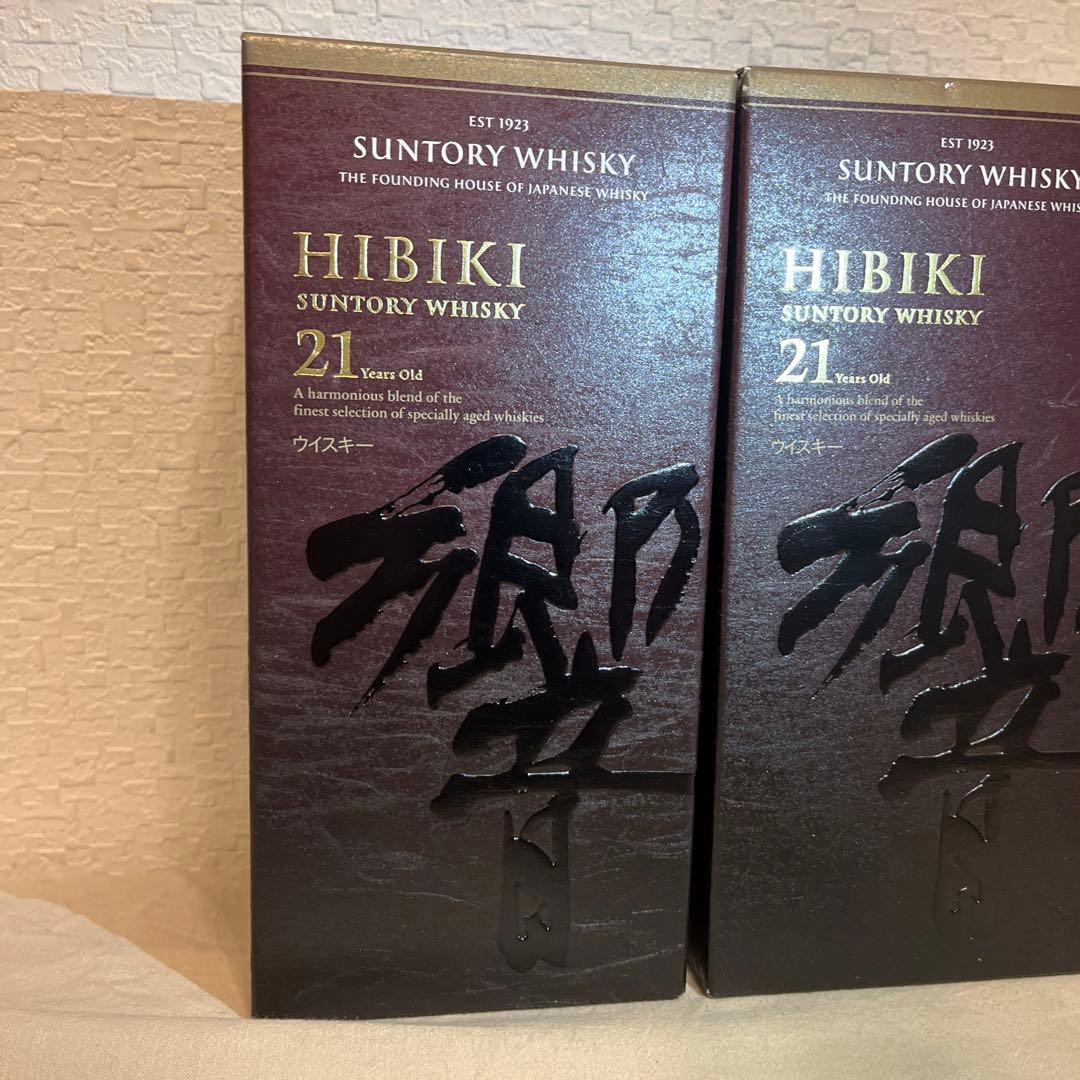 EST 1923
SUNTORY WHISKY
THE FOUNDING HOUSE OF JAPANESE WHISKY
HIBIKI
SUNTORY WHISKY
21 Years Old
A harmonious blend of the
finest selection of specially aged whiskies
ウイスキー
響
EST 1923
SUNTORY WHISKY
THE FOUNDING HOUSE OF JAPANESE
HIBIKI
SUNTORY WHISKY
21 Years Old
A harmonious blend of the
finest selection of specially aged whiskies
ウイスキー
響